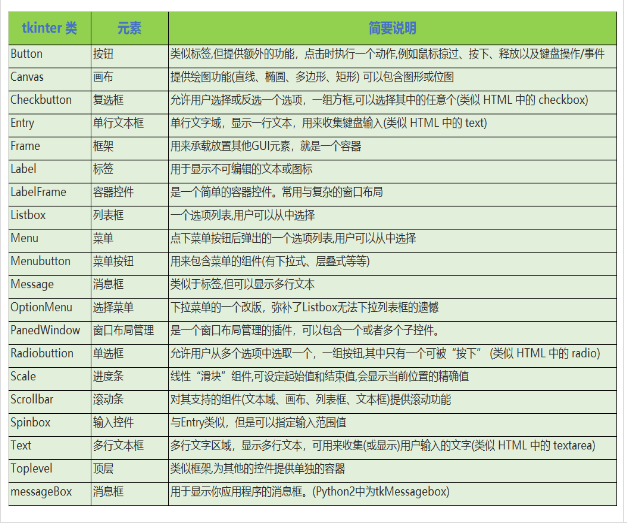 tkinter 类 元素 简要说明
Button 按钮 类似标签,但提供额外的功能，点击时执行一个动作,例如鼠标掠过、按下、释放以及键盘操作/事件
Canvas 画布 提供绘图功能(直线、椭圆、多边形、矩形) 可以包含图形或位图
Checkbutton 复选框 允许用户选择或反选一个选项，一组方框,可以选择其中的任意个(类似 HTML 中的 checkbox)
Entry 单行文本框 单行文字域，显示一行文本，用来收集键盘输入(类似 HTML 中的 text)
Frame 框架 用来承载放置其他GUI元素，就是一个容器
Label 标签 用于显示不可编辑的文本或图标
LabelFrame 容器控件 是一个简单的容器控件。常用与复杂的窗口布局
Listbox 列表框 一个选项列表,用户可以从中选择
Menu 菜单 点下菜单按钮后弹出的一个选项列表,用户可以从中选择
Menubutton 菜单按钮 用来包含菜单的组件(有下拉式、层叠式等等)
Message 消息框 类似于标签,但可以显示多行文本
OptionMenu 选择菜单 下拉菜单的一个改版，弥补了Listbox无法下拉列表框的遗憾
PanedWindow 窗口布局管理 是一个窗口布局管理的插件，可以包含一个或者多个子控件。
Radiobuttion 单选框 允许用户从多个选项中选取一个，一组按钮,其中只有一个可被“按下” (类似 HTML 中的 radio)
Scale 进度条 线性“滑块”组件,可设定起始值和结束值,会显示当前位置的精确值
Scrollbar 滚动条 对其支持的组件(文本域、画布、列表框、文本框)提供滚动功能
Spinbox 输入控件 与Entry类似，但是可以指定输入范围值
Text 多行文本框 多行文字区域，显示多行文本，可用来收集(或显示)用户输入的文字(类似 HTML 中的 textarea)
Toplevel 顶层 类似框架,为其他的控件提供单独的容器
messageBox 消息框 用于显示你应用程序的消息框。(Python2中为tkMessagebox)